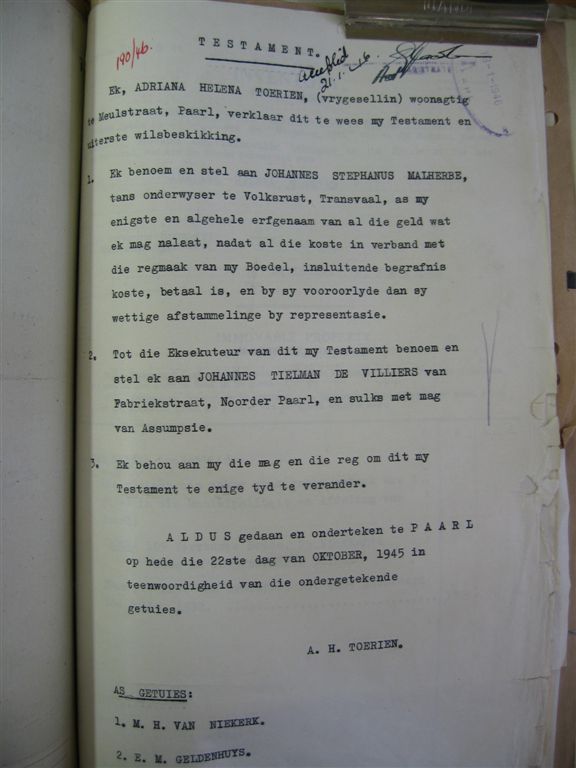 190/46.
TESTAMENT.
21.1.46
Ek, ADRIANA HELENA TOERIEN, (vrygesellin) woonagtig
te Meulstraat, Paarl, verklaar dit te wees my Testament en
uiterste wilsbeskikking.
1. Ek benoem en stel aan JOHANNES STEPHANUS MALHERBE,
tans onderwyser te Volksrust, Transvaal, as my
enigste en algehele erfgenaam van al die geld wat
ek mag nalaat, nadat al die koste in verband met
die regmaak van my Boedel, insluitende begrafnis
koste, betaal is, en by sy vooroorlyde dan sy
wettige afstammelinge by representasie.
2. Tot die Eksekuteur van dit my Testament benoem en
stel ek aan JOHANNES TIELMAN DE VILLIERS van
Fabriekstraat, Noorder Paarl, en sulks met mag
van Assumpsie.
3. Ek behou aan my die mag en die reg om dit my
Testament te enige tyd te verander.
ALDUS gedaan en onderteken te PAARL
op hede die 22ste dag van OKTOBER, 1945 in
teenwoordigheid van die ondergetekende
getuies.
A. H. TOERIEN.
AS GETUIES:
1. M. H. VAN NIEKERK.
2. E. M. GELDENHUYS.